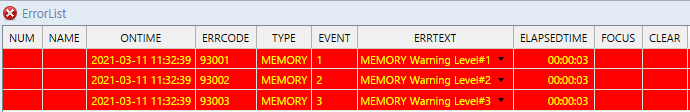 ErrorList
NUM NAME ONTIME ERRCODE TYPE EVENT ERRTEXT ELAPSEDTIME FOCUS CLEAR
2021-03-11 11:32:39 93001 MEMORY 1 MEMORY Warning Level#1 00:00:03
2021-03-11 11:32:39 93002 MEMORY 2 MEMORY Warning Level#2 00:00:03
2021-03-11 11:32:39 93003 MEMORY 3 MEMORY Warning Level#3 00:00:03